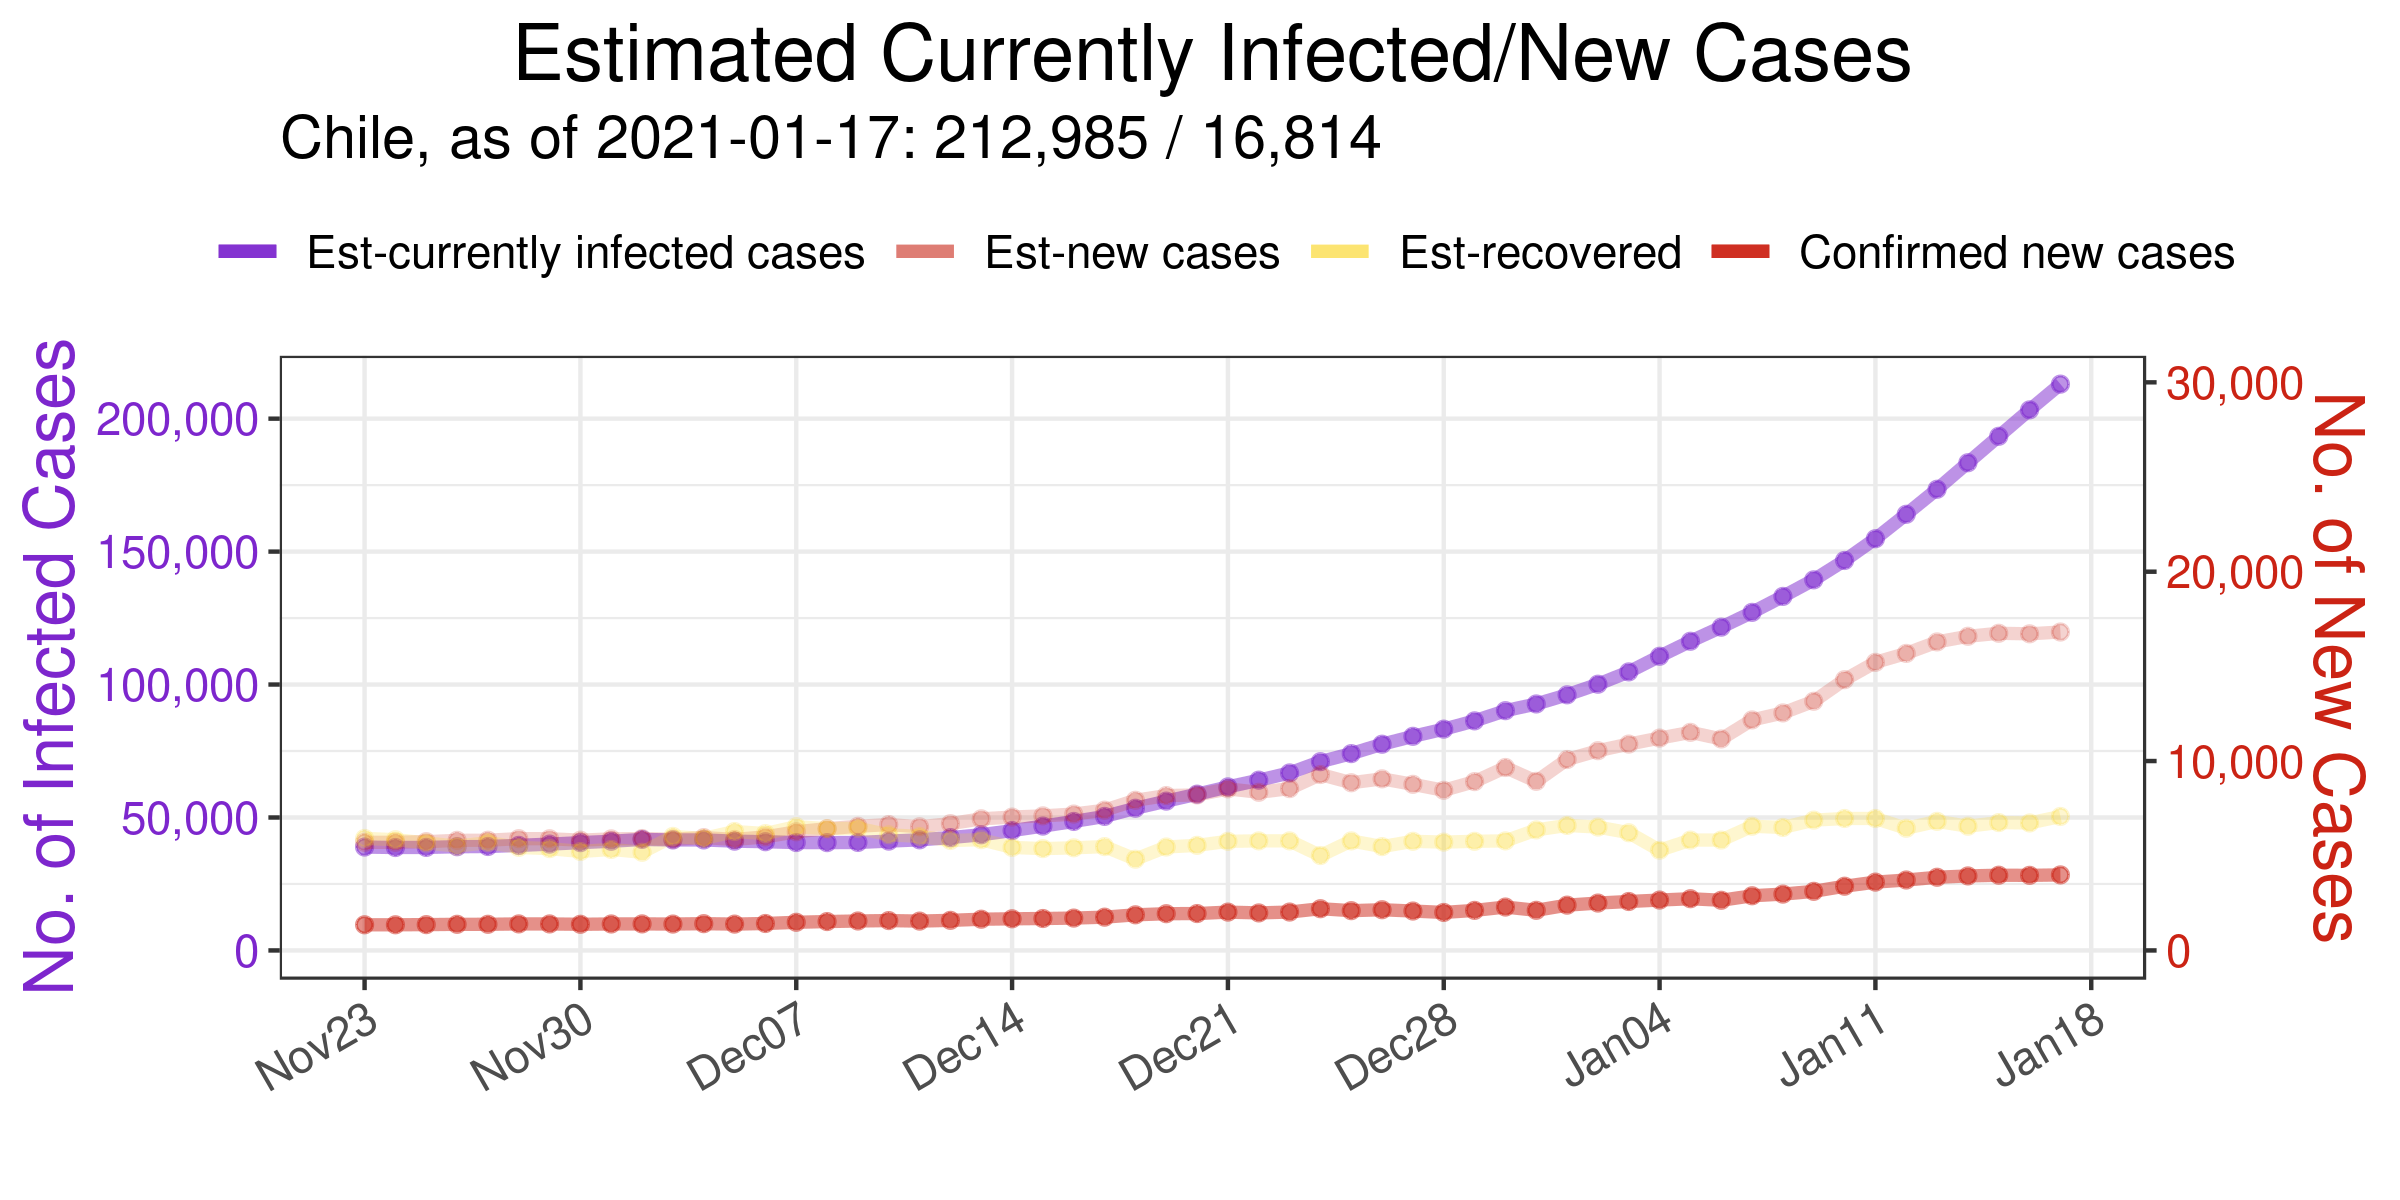 Estimated Currently Infected/New Cases
Chile, as of 2021-01-17: 212,985 / 16,814
Est-currently infected cases Est-new cases Est-recovered Confirmed new cases
No. of Infected Cases
200,000
150,000
100,000
50,000
0
30,000
20,000
10,000
0
No. of New Cases
Nov23 Nov30 Dec07 Dec14 Dec21 Dec28 Jan04 Jan11 Jan18